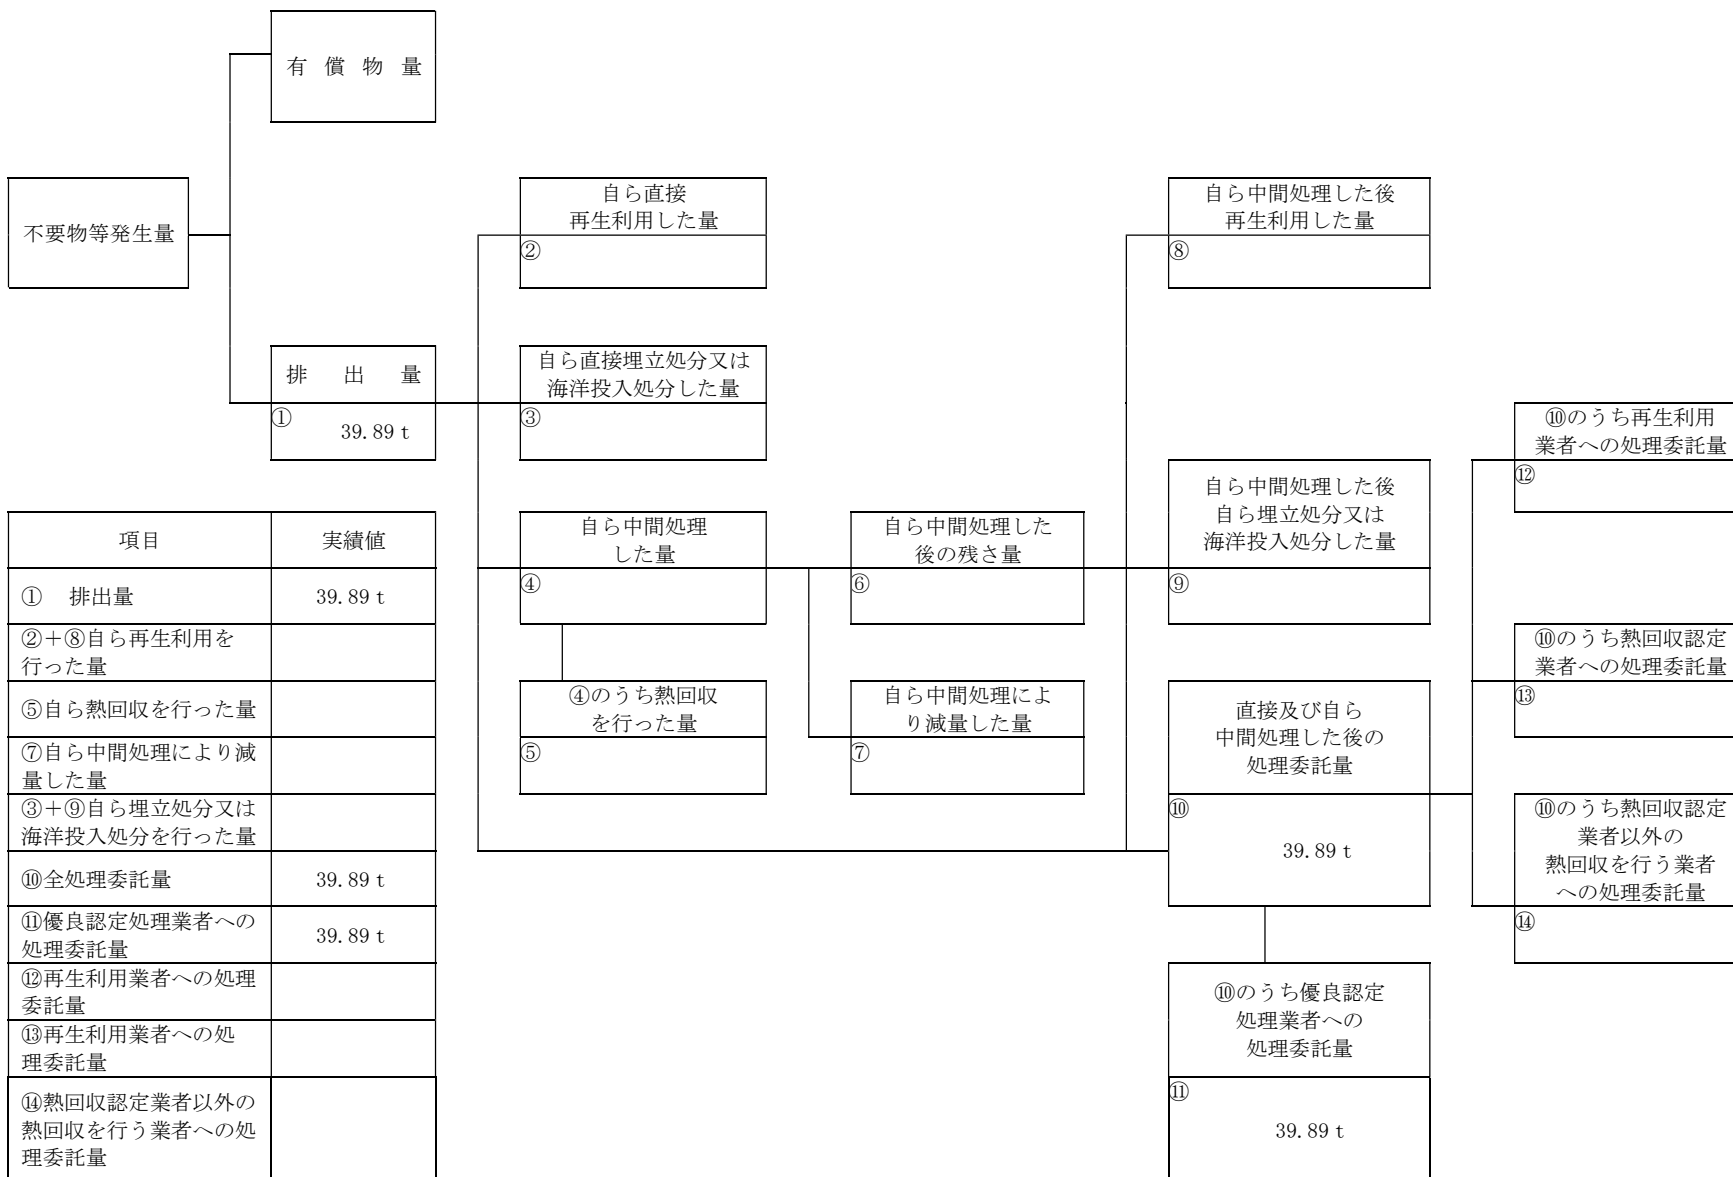 有償物量
不要物等発生量
自ら直接
再生利用した量
②
自ら中間処理した後
再生利用した量
⑧
排出量
①
39.89 t
自ら直接埋立処分又は
海洋投入処分した量
③
⑩のうち再生利用
業者への処理委託量
⑫
自ら中間処理
した量
④
自ら中間処理した
後の残さ量
⑥
自ら中間処理した後
自ら埋立処分又は
海洋投入処分した量
⑨
⑩のうち熱回収認定
業者への処理委託量
⑬
④のうち熱回収
を行った量
⑤
自ら中間処理によ
り減量した量
⑦
直接及び自ら
中間処理した後の
処理委託量
⑩
39.89 t
⑩のうち熱回収認定
業者以外の
熱回収を行う業者
への処理委託量
⑭
⑩のうち優良認定
処理業者への
処理委託量
⑪
39.89 t
項目 実績値
① 排出量 39.89 t
②＋⑧自ら再生利用を
行った量
⑤自ら熱回収を行った量
⑦自ら中間処理により減
量した量
③＋⑨自ら埋立処分又は
海洋投入処分を行った量
⑩全処理委託量 39.89 t
⑪優良認定処理業者への
処理委託量 39.89 t
⑫再生利用業者への処理
委託量
⑬再生利用業者への処
理委託量
⑭熱回収認定業者以外の
熱回収を行う業者への処
理委託量